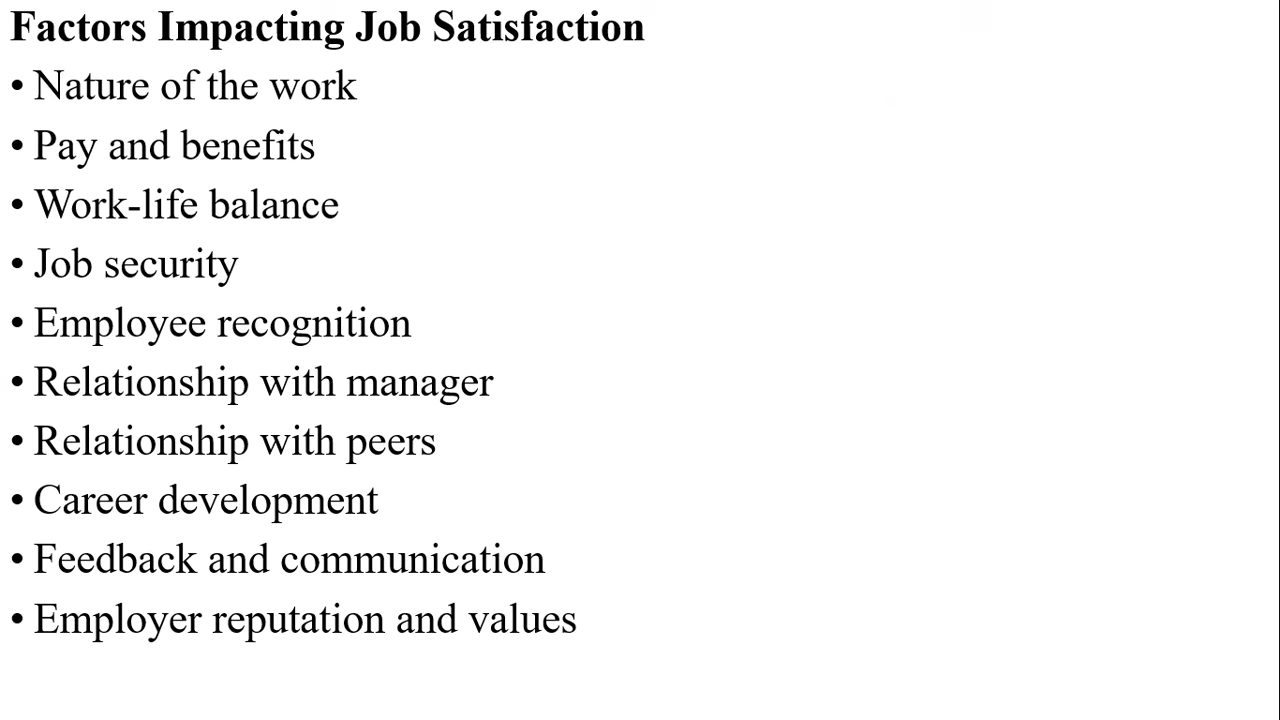 Factors Impacting Job Satisfaction
• Nature of the work
• Pay and benefits
• Work-life balance
• Job security
• Employee recognition
• Relationship with manager
• Relationship with peers
• Career development
• Feedback and communication
• Employer reputation and values